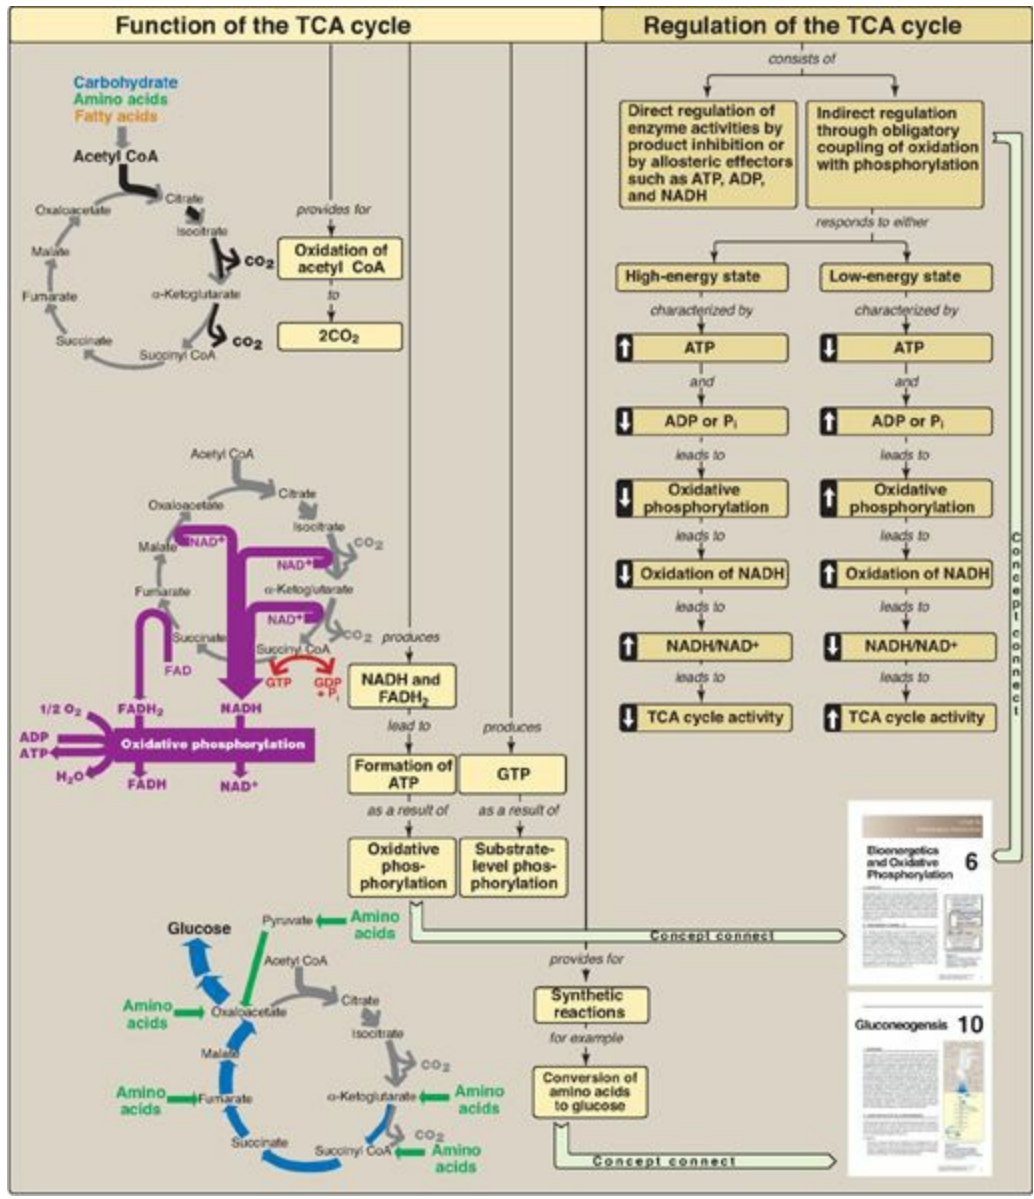 Function of the TCA cycle
Regulation of the TCA cycle
Carbohydrate
Amino acids
Fatty acids
Acetyl CoA
Citrate
Isocitrate
CO2
α-Ketoglutarate
CO2
Succinyl CoA
Succinate
Fumarate
Malate
Oxaloacetate
provides for
Oxidation of
acetyl CoA
to
2CO2
Acetyl CoA
Citrate
Isocitrate
CO2
α-Ketoglutarate
CO2
Succinyl CoA
Succinate
Fumarate
Malate
Oxaloacetate
NAD+
NAD+
NAD+
FAD
GTP
GDP
+ Pi
FADH2
NADH
1/2 O2
ADP
ATP
H2O
Oxidative phosphorylation
FADH
NAD+
produces
NADH and
FADH2
lead to
Formation of
ATP
as a result of
Oxidative
phos-
phorylation
produces
GTP
as a result of
Substrate-
level phos-
phorylation
Concept connect
Glucose
Pyruvate
Amino
acids
Acetyl CoA
Citrate
Isocitrate
CO2
α-Ketoglutarate
Amino
acids
CO2
Succinyl CoA
Amino
acids
Succinate
Fumarate
Amino
acids
Malate
Oxaloacetate
Amino
acids
provides for
Synthetic
reactions
for example
Conversion of
amino acids
to glucose
Concept connect
consists of
Direct regulation of
enzyme activities by
product inhibition or
by allosteric effectors
such as ATP, ADP,
and NADH
Indirect regulation
through obligatory
coupling of oxidation
with phosphorylation
responds to either
High-energy state
characterized by
ATP
and
ADP or Pi
leads to
Oxidative
phosphorylation
leads to
Oxidation of NADH
leads to
NADH/NAD+
leads to
TCA cycle activity
Low-energy state
characterized by
ATP
and
ADP or Pi
leads to
Oxidative
phosphorylation
leads to
Oxidation of NADH
leads to
NADH/NAD+
leads to
TCA cycle activity
Concept connect
Bioenergetics
and Oxidative
Phosphorylation
6
Gluconeogensis 10